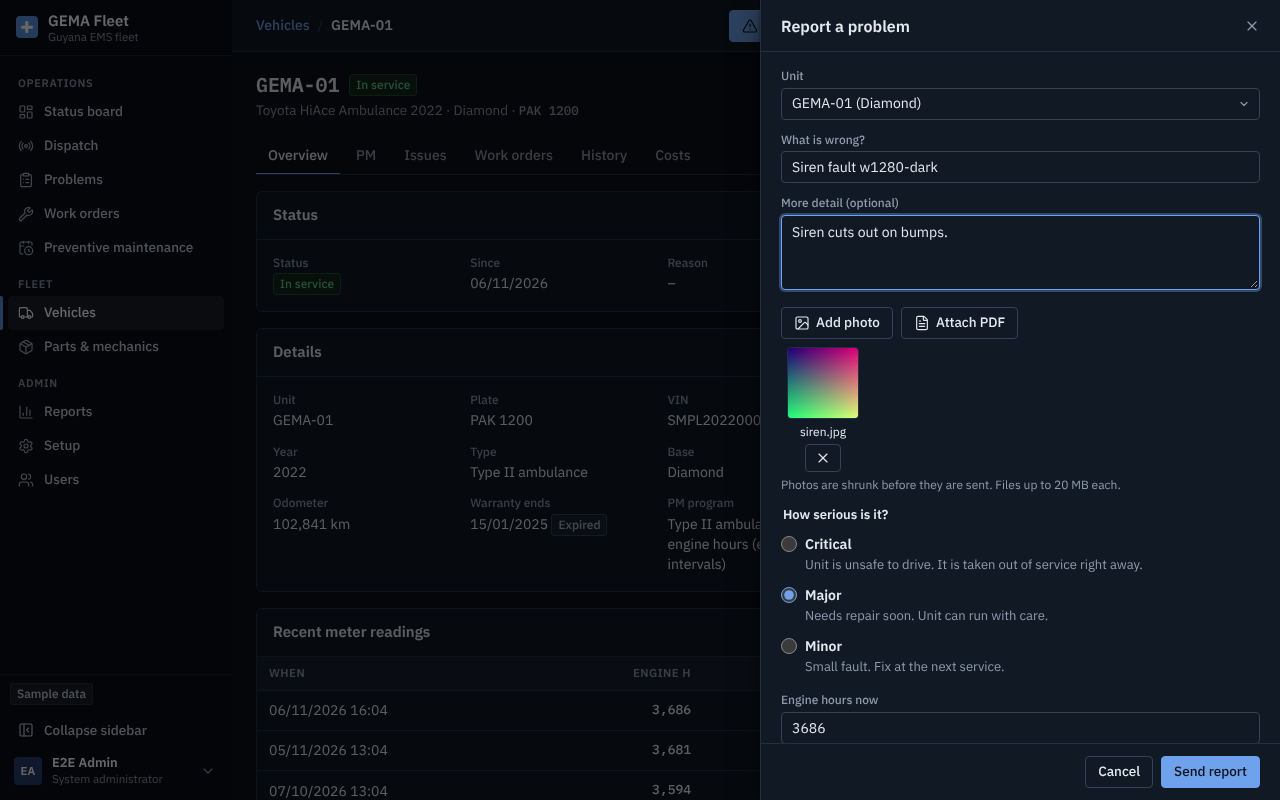 GEMA Fleet
Guyana EMS fleet
OPERATIONS
Status board
Dispatch
Problems
Work orders
Preventive maintenance
FLEET
Vehicles
Parts & mechanics
ADMIN
Reports
Setup
Users
Sample data
Collapse sidebar
EA
E2E Admin
System administrator
Vehicles / GEMA-01
GEMA-01 In service
Toyota HiAce Ambulance 2022 · Diamond · PAK 1200
Overview PM Issues Work orders History Costs
Status
Status Since Reason
In service 06/11/2026 –
Details
Unit Plate VIN
GEMA-01 PAK 1200 SMPL2022000
Year Type Base
2022 Type II ambulance Diamond
Odometer Warranty ends PM program
102,841 km 15/01/2025 Expired Type II ambula
engine hours (e
intervals)
Recent meter readings
WHEN ENGINE H
06/11/2026 16:04 3,686
05/11/2026 13:04 3,681
07/10/2026 13:04 3,594
Report a problem
Unit
GEMA-01 (Diamond)
What is wrong?
Siren fault w1280-dark
More detail (optional)
Siren cuts out on bumps.
Add photo Attach PDF
siren.jpg
Photos are shrunk before they are sent. Files up to 20 MB each.
How serious is it?
Critical
Unit is unsafe to drive. It is taken out of service right away.
Major
Needs repair soon. Unit can run with care.
Minor
Small fault. Fix at the next service.
Engine hours now
3686
Cancel Send report